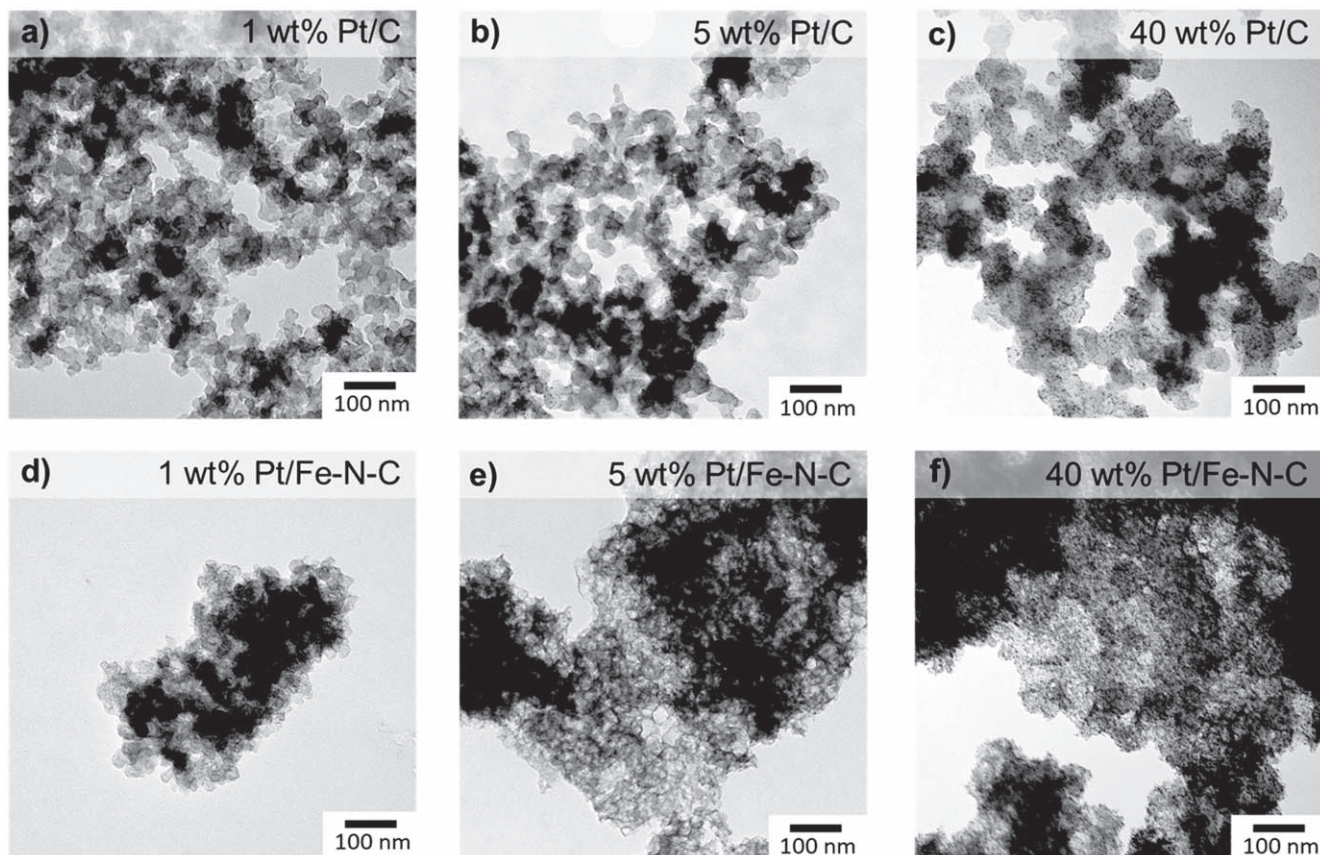 a) 1 wt% Pt/C
b) 5 wt% Pt/C
c) 40 wt% Pt/C
100 nm
100 nm
100 nm
d) 1 wt% Pt/Fe-N-C
e) 5 wt% Pt/Fe-N-C
f) 40 wt% Pt/Fe-N-C
100 nm
100 nm
100 nm